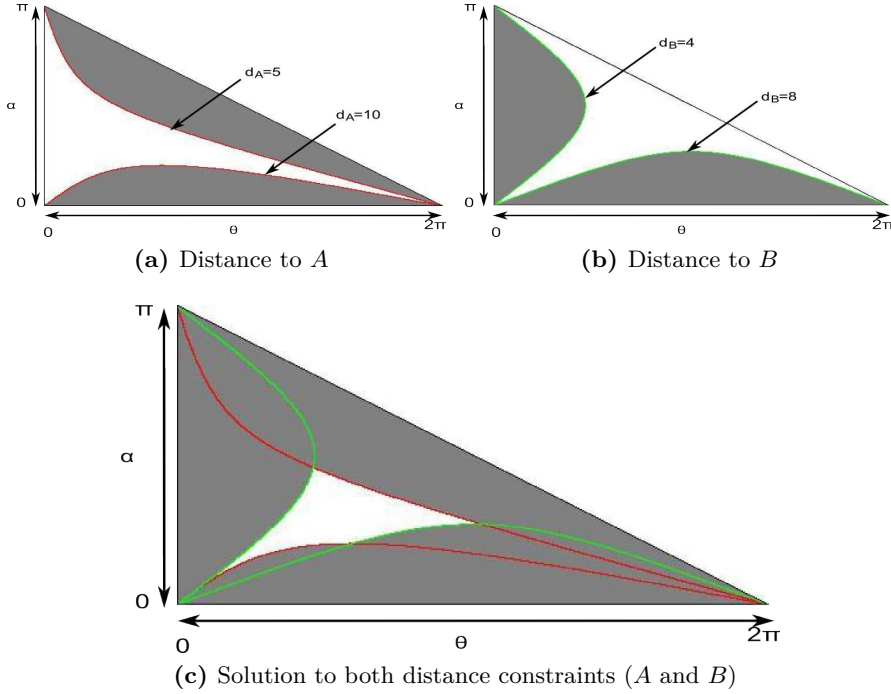 π
α
0
d_A=5
d_A=10
0
θ
2π
(a) Distance to A
π
α
0
d_B=4
d_B=8
0
θ
2π
(b) Distance to B
π
α
0
0
θ
2π
(c) Solution to both distance constraints (A and B)